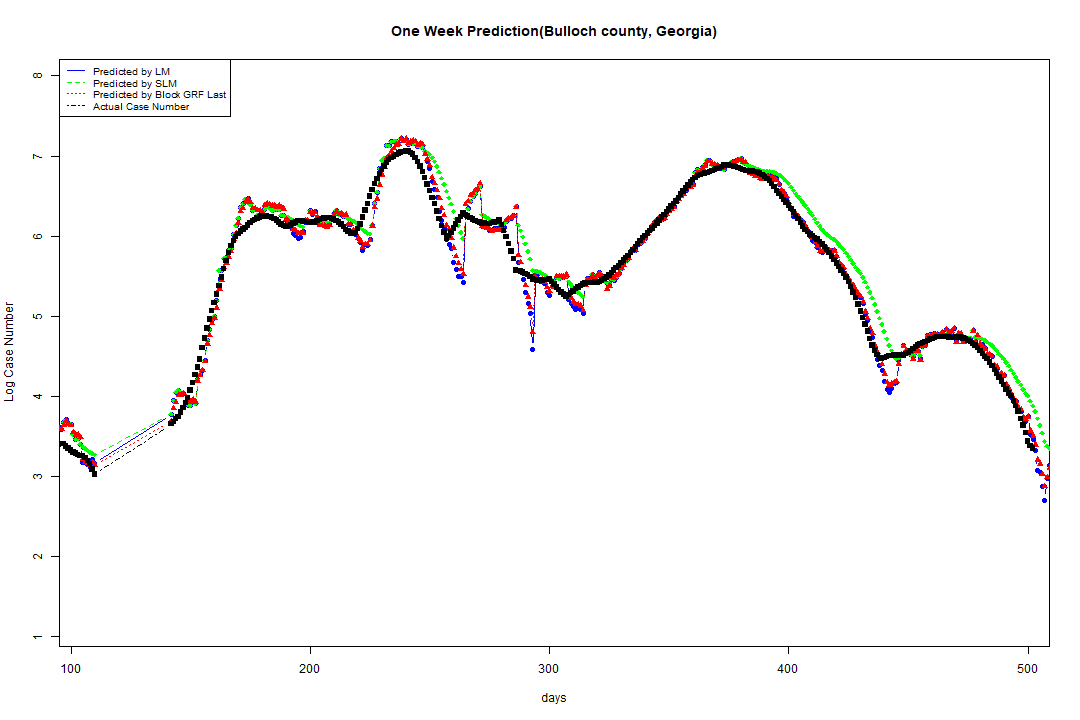 One Week Prediction(Bulloch county, Georgia)
Predicted by LM
Predicted by SLM
Predicted by Block GRF Last
Actual Case Number
Log Case Number
8
7
6
5
4
3
2
1
100 200 300 400 500
days